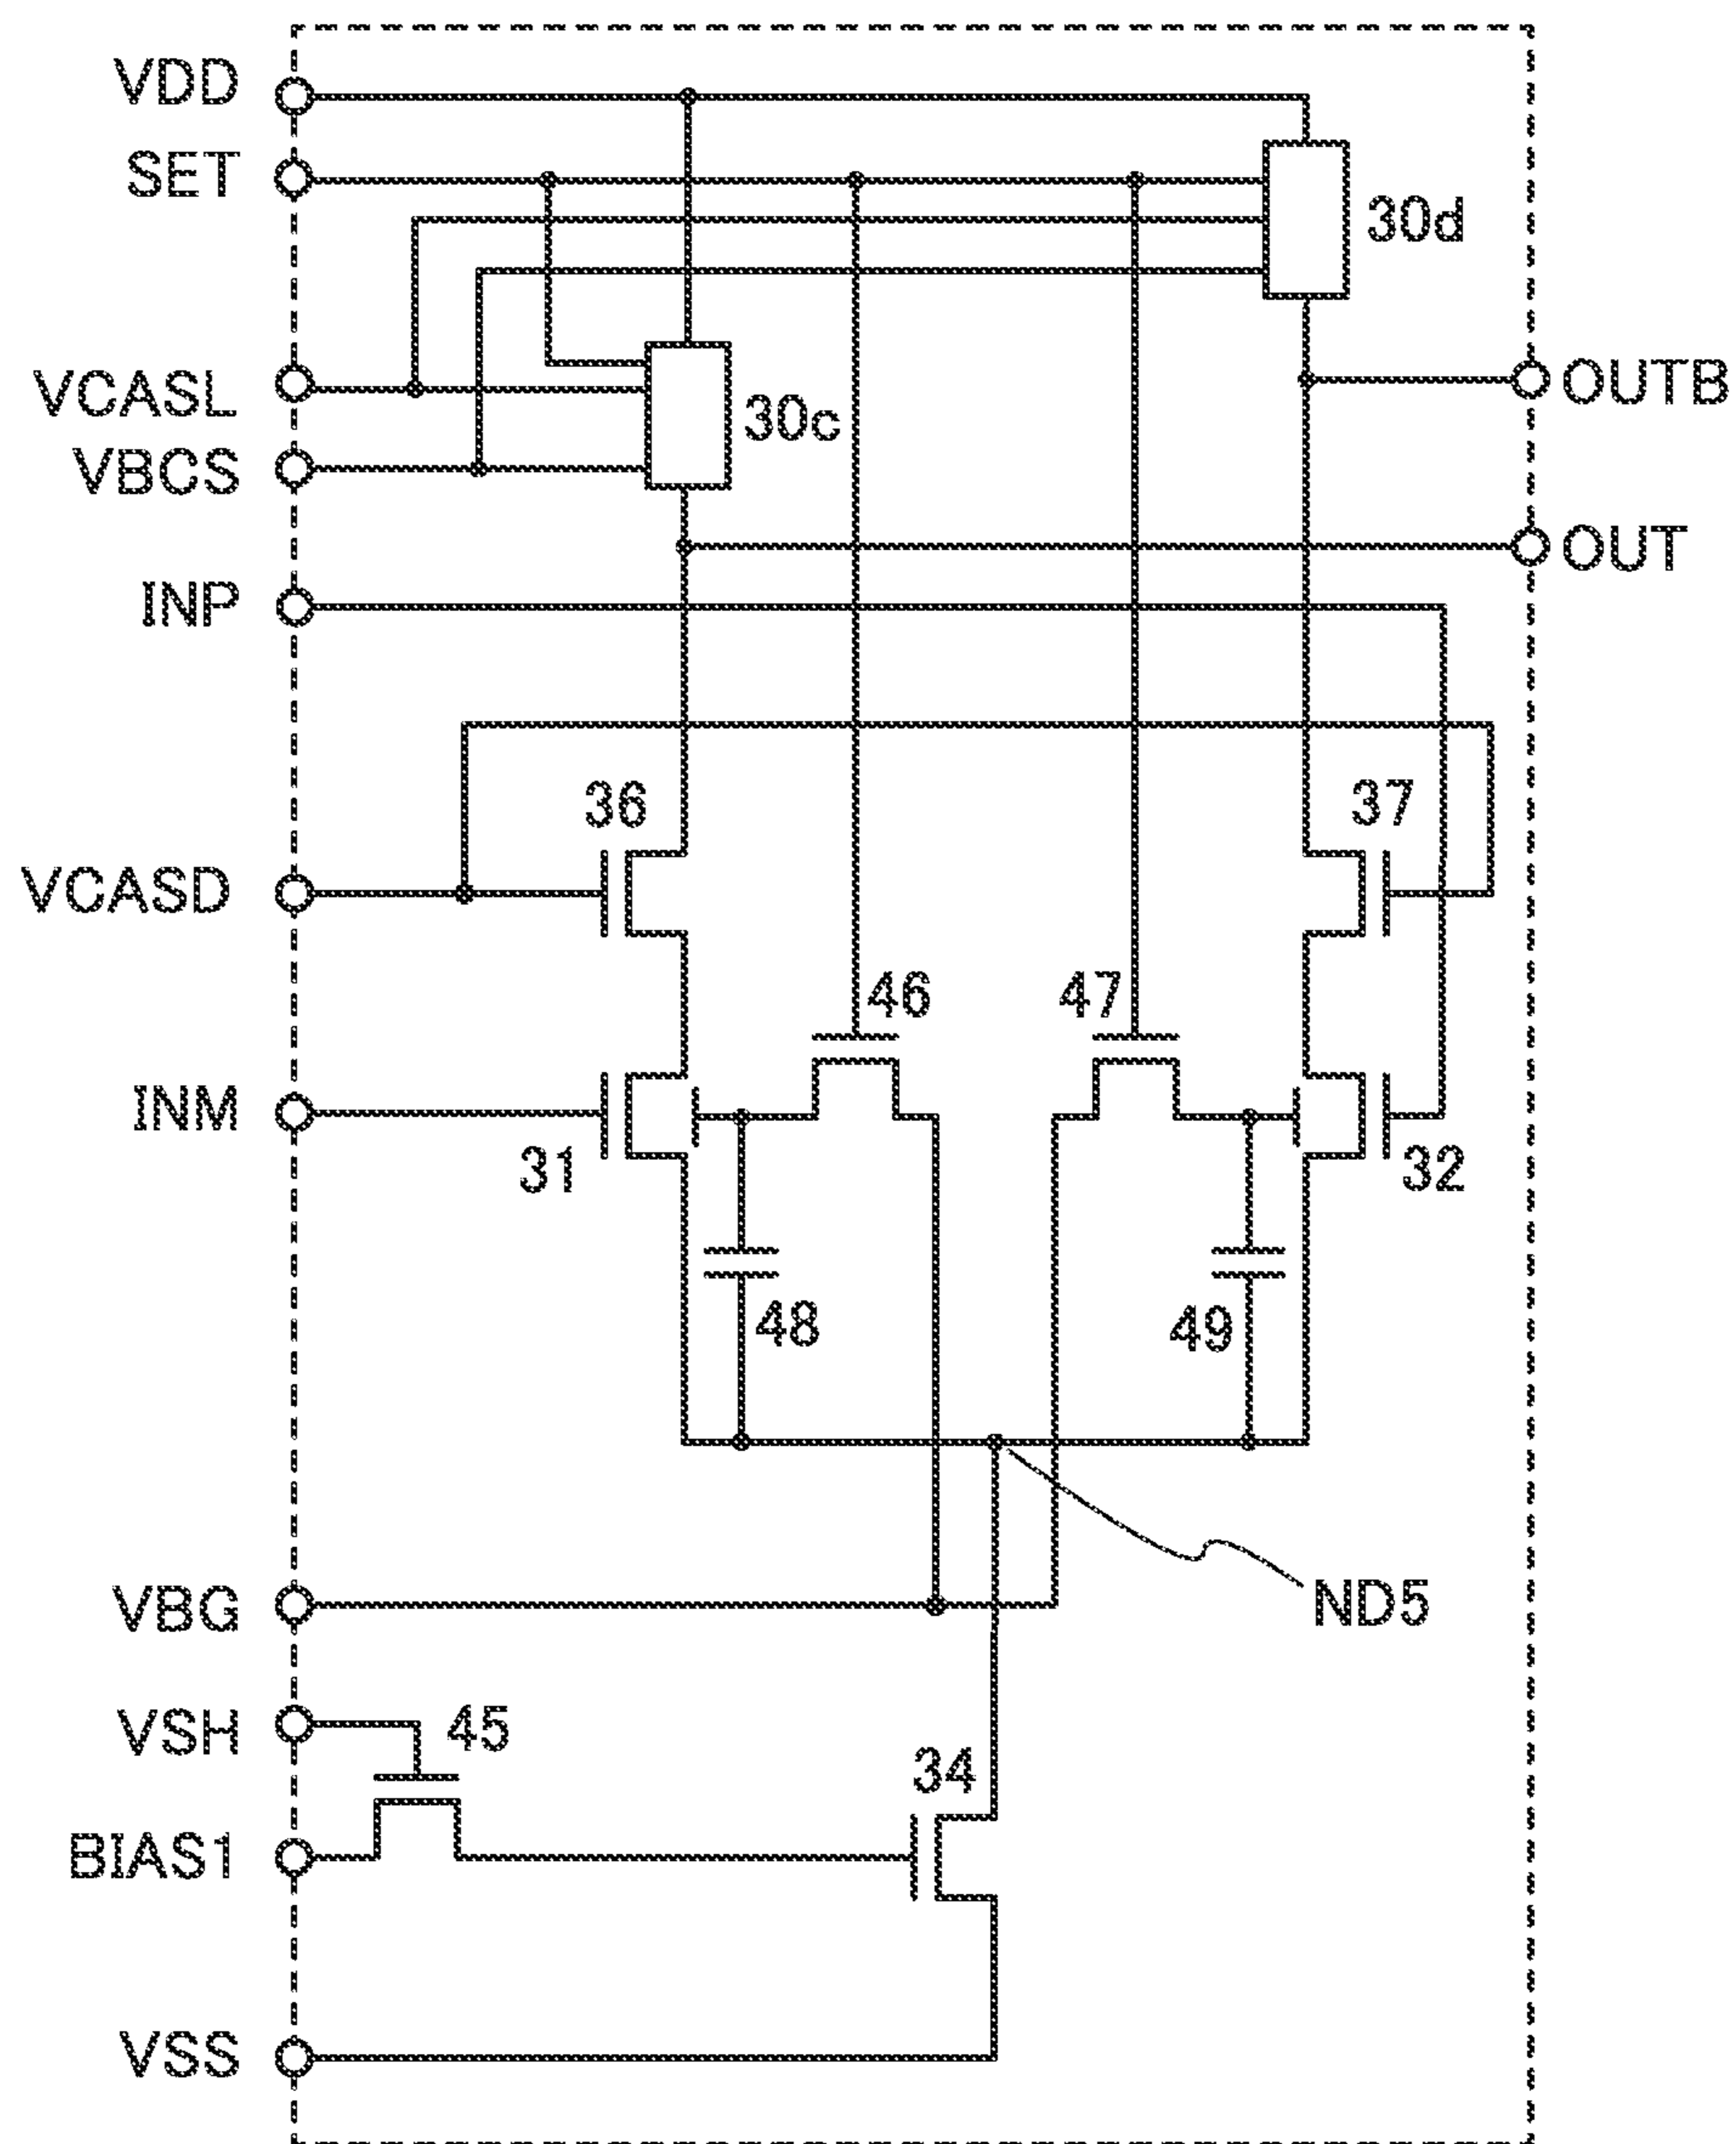 VDD
SET
30d
VCASL
OUTB
30c
VBCS
OUT
INP
36
37
VCASD
46
47
INM
31
32
48
49
VBG
ND5
VSH
45
34
BIAS1
VSS